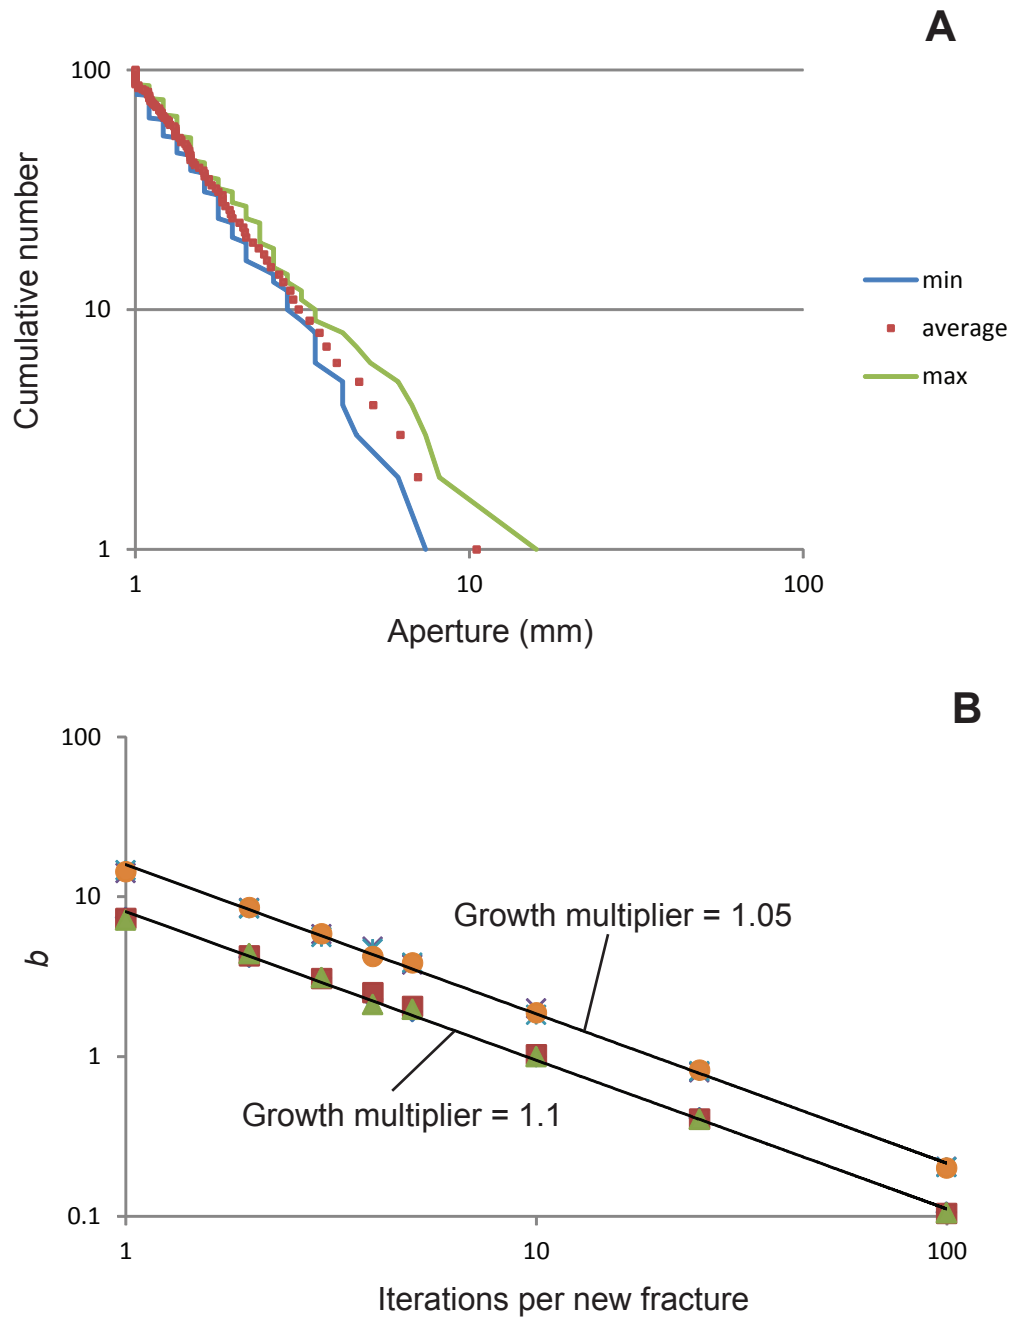 A
100
10
1
1
10
100
Cumulative number
Aperture (mm)
min
average
max
B
100
10
1
0.1
1
10
100
b
Growth multiplier = 1.05
Growth multiplier = 1.1
Iterations per new fracture